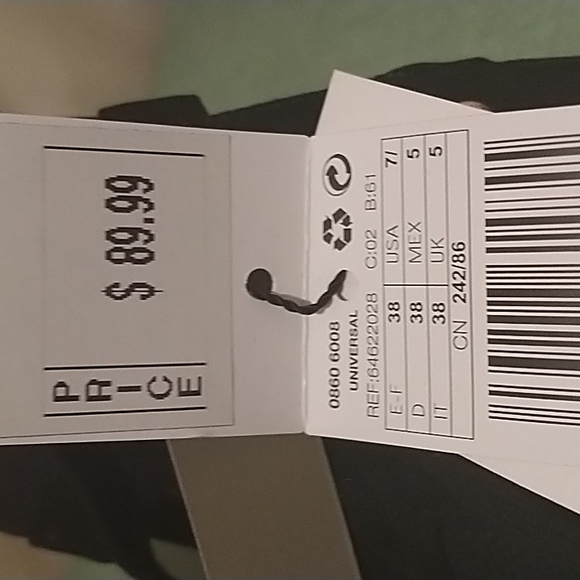 PRICE
$ 89.99
0860 6008
UNIVERSAL
REF:64622028 C:02 B:61
E-F 38 USA 7/
D 38 MEX 5
IT 38 UK 5
CN 242/86